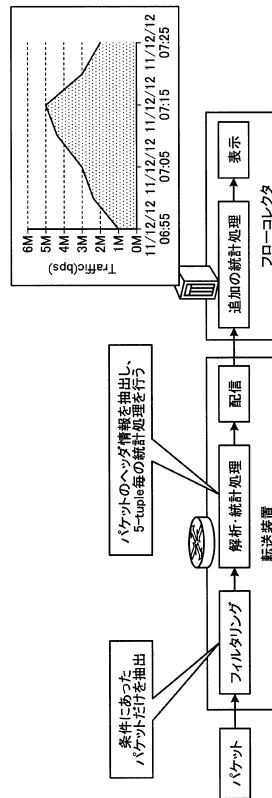 Traffic(bps)
6M
5M
4M
3M
2M
1M
0M
11/12/12
06:55
11/12/12
07:05
11/12/12
07:15
11/12/12
07:25
条件にあった
パケットだけを抽出
パケットのヘッダ情報を抽出し、
5-tuple毎の統計処理を行う
パケット
フィルタリング
解析・統計処理
配信
追加の統計処理
表示
転送装置
フローコレクタ